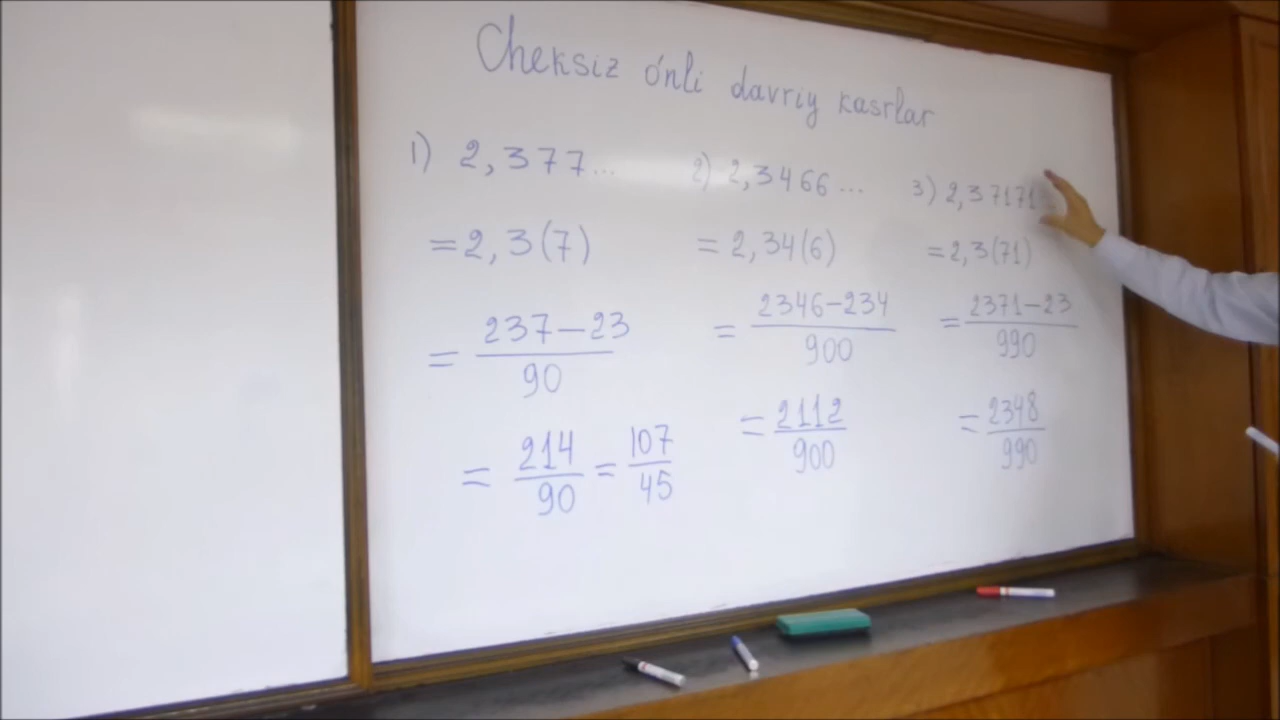 Cheksiz o'nli davriy kasrlar
1) 2,377...
= 2,3(7)
= 237−23 / 90
= 214 / 90 = 107 / 45
2) 2,3466...
= 2,34(6)
= 2346−234 / 900
= 2112 / 900
3) 2,37171
= 2,3(71)
= 2371−23 / 990
= 2348 / 990